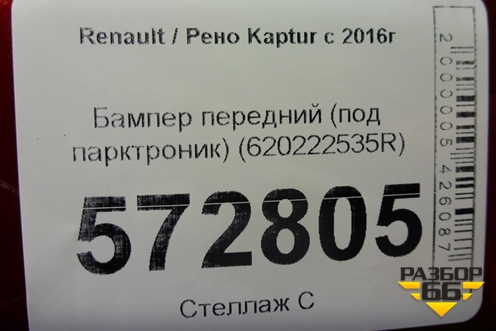 Renault / Рено Kaptur с 2016г
Бампер передний (под
парктроник) (620222535R)
572805
Стеллаж С
2000005426087
РАЗБОР
66